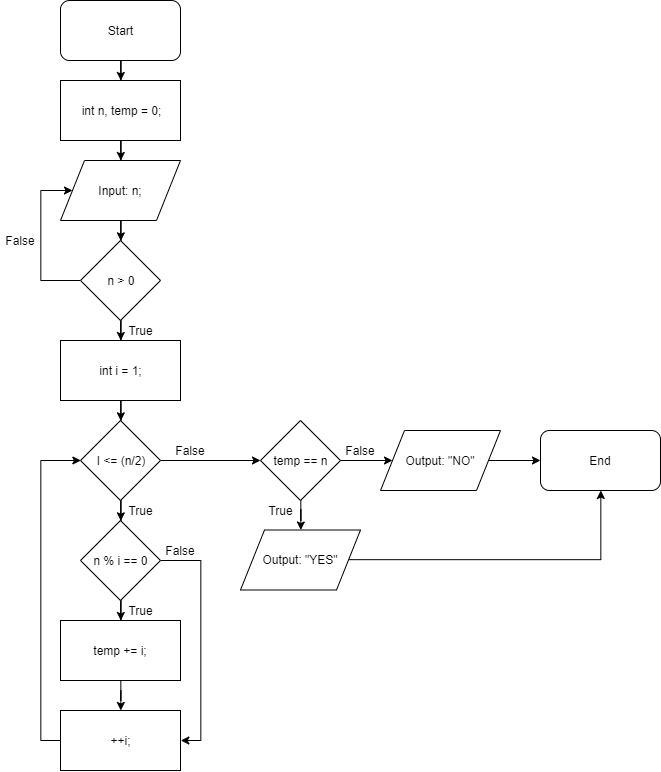 Start
int n, temp = 0;
Input: n;
False
n > 0
True
int i = 1;
I <= (n/2)
False
temp == n
False
Output: "NO"
End
True
True
Output: "YES"
n % i == 0
False
True
temp += i;
++i;